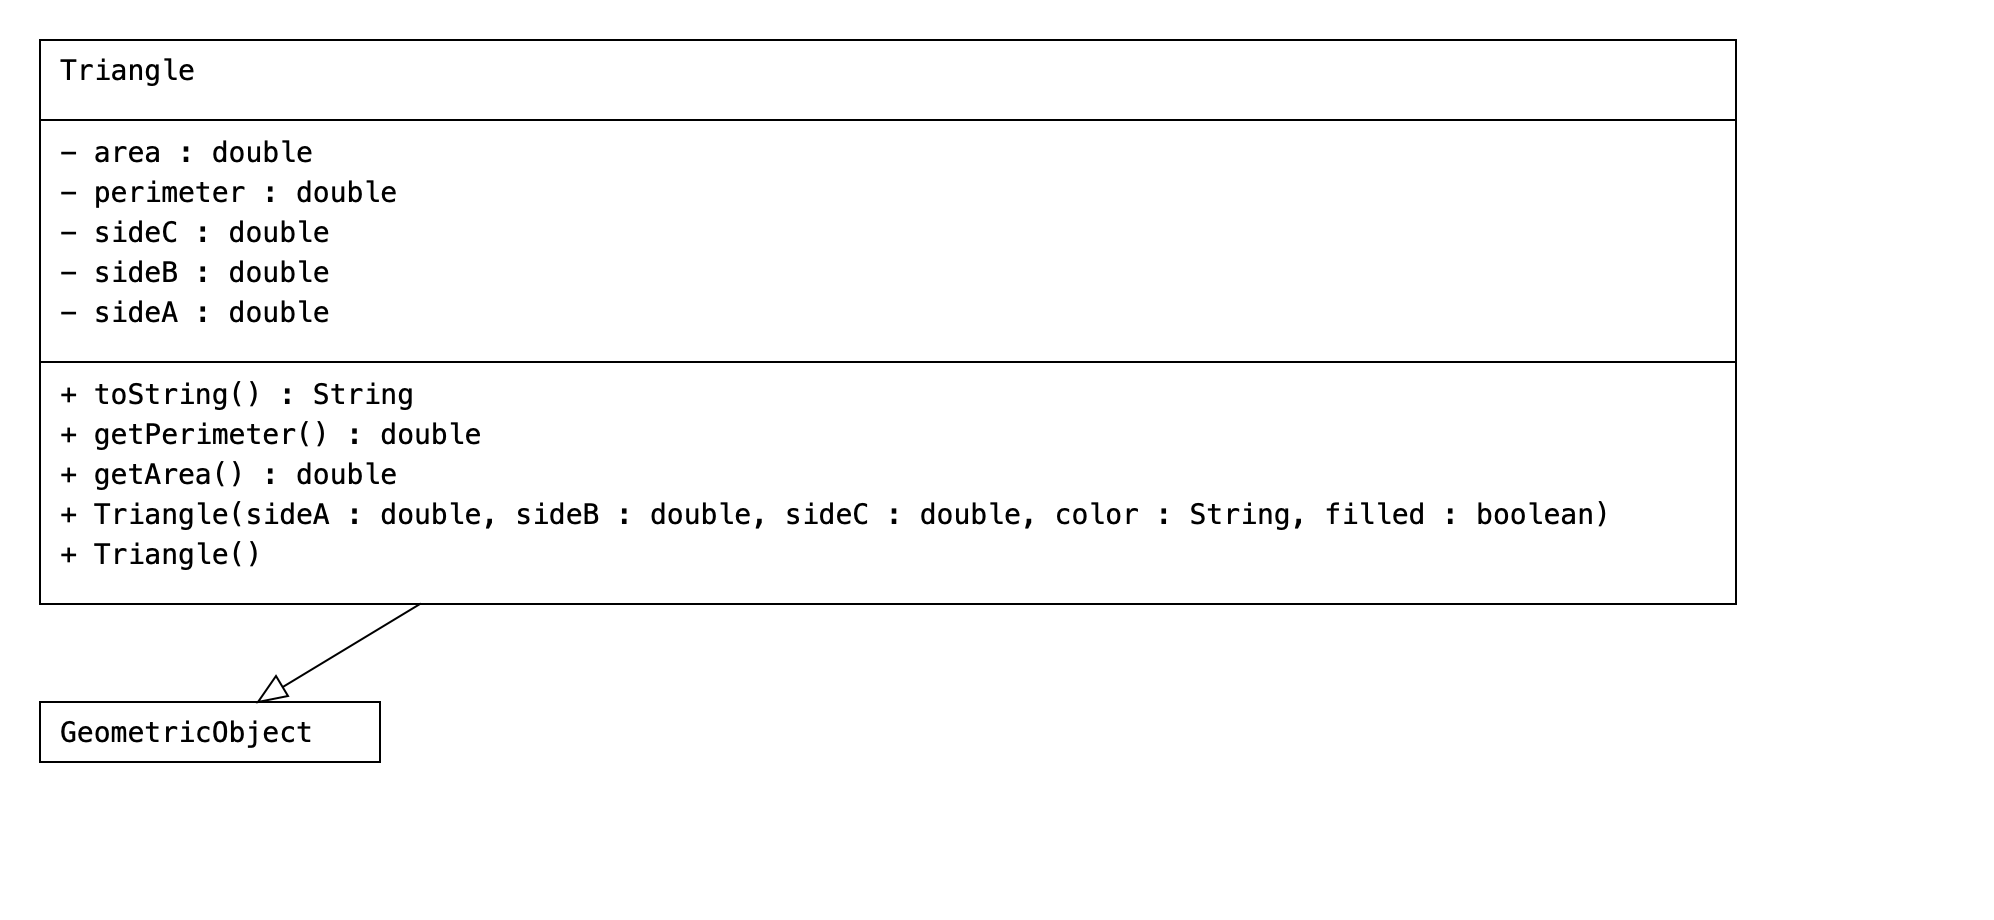 Triangle
- area : double
- perimeter : double
- sideC : double
- sideB : double
- sideA : double
+ toString() : String
+ getPerimeter() : double
+ getArea() : double
+ Triangle(sideA : double, sideB : double, sideC : double, color : String, filled : boolean)
+ Triangle()
GeometricObject